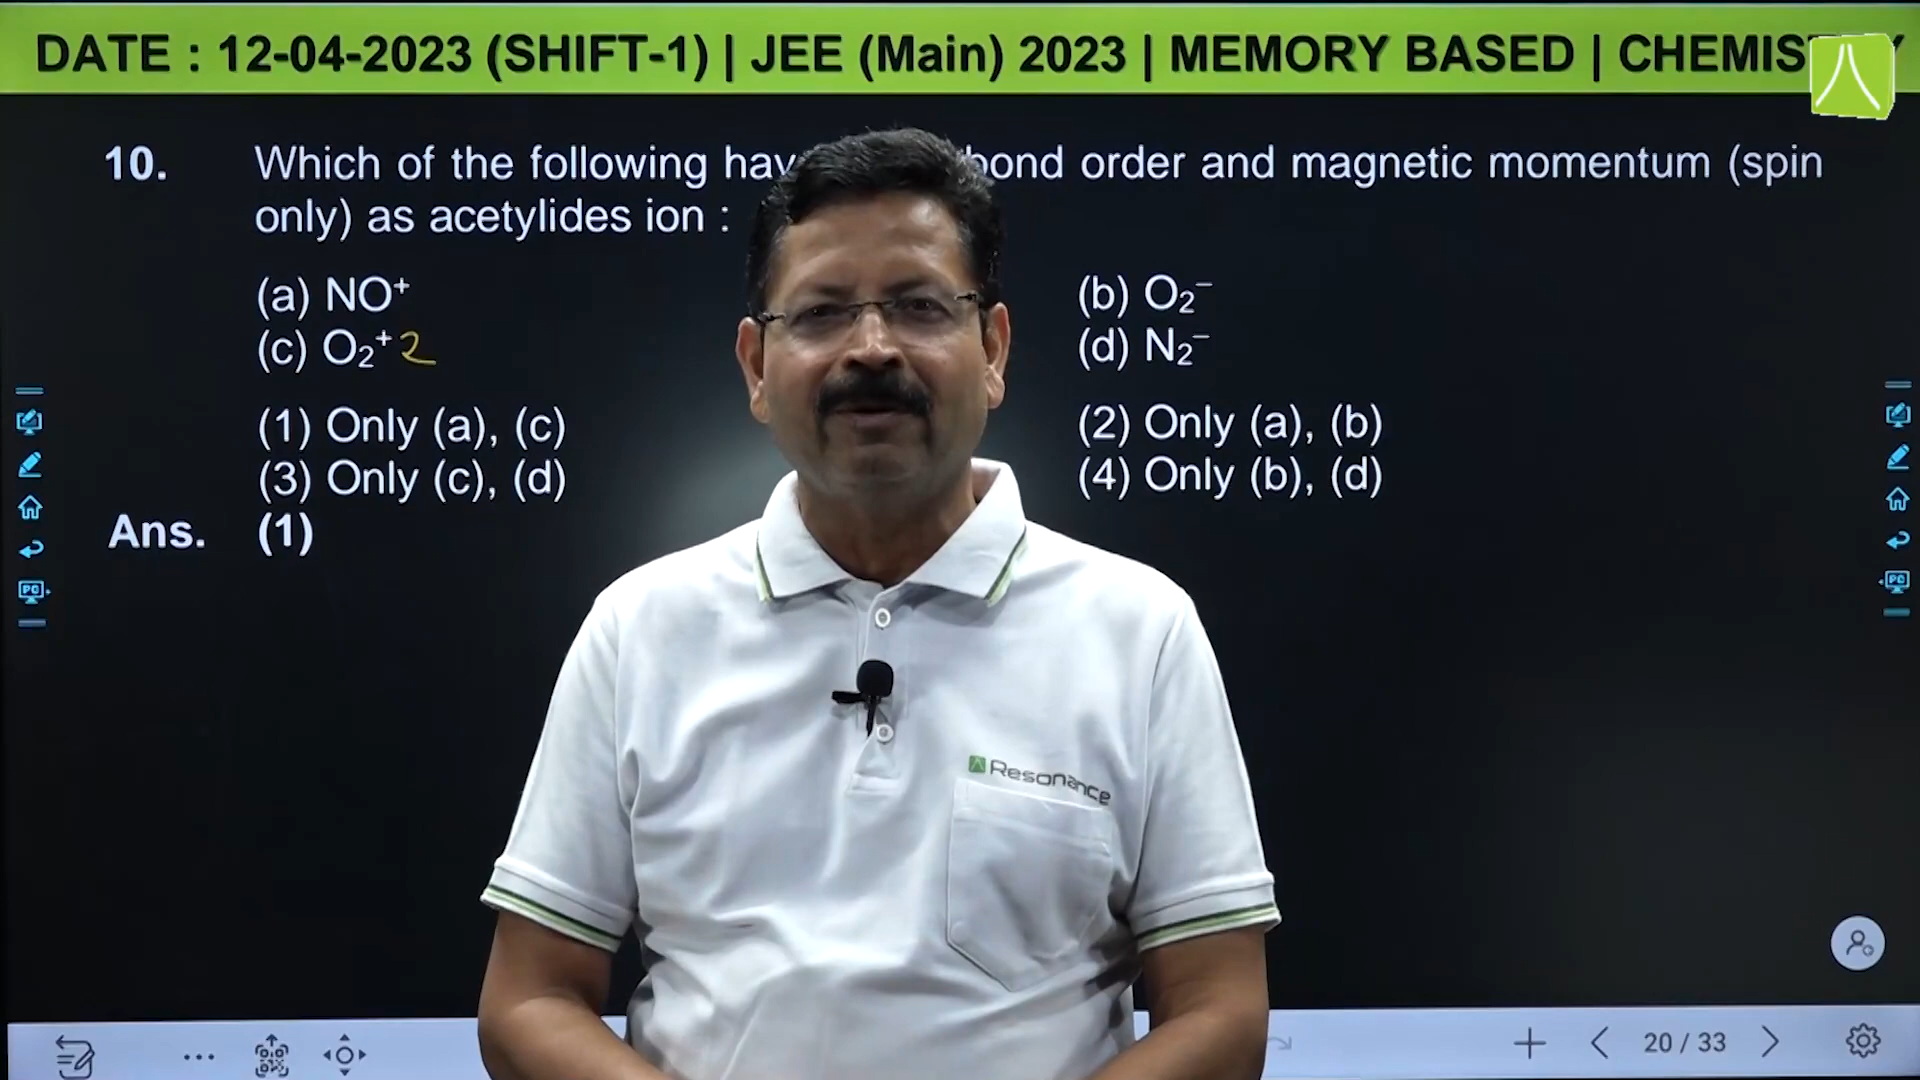 DATE : 12-04-2023 (SHIFT-1) | JEE (Main) 2023 | MEMORY BASED |
10. Which of the following bond order and magnetic momentum (spin
only) as acetylides ion :
(a) NO⁺ (b) O₂⁻
(c) O₂⁺2 (d) N₂⁻
(1) Only (a), (c) (2) Only (a), (b)
(3) Only (c), (d) (4) Only (b), (d)
Ans. (1)
PC PC
Resonance
20 / 33